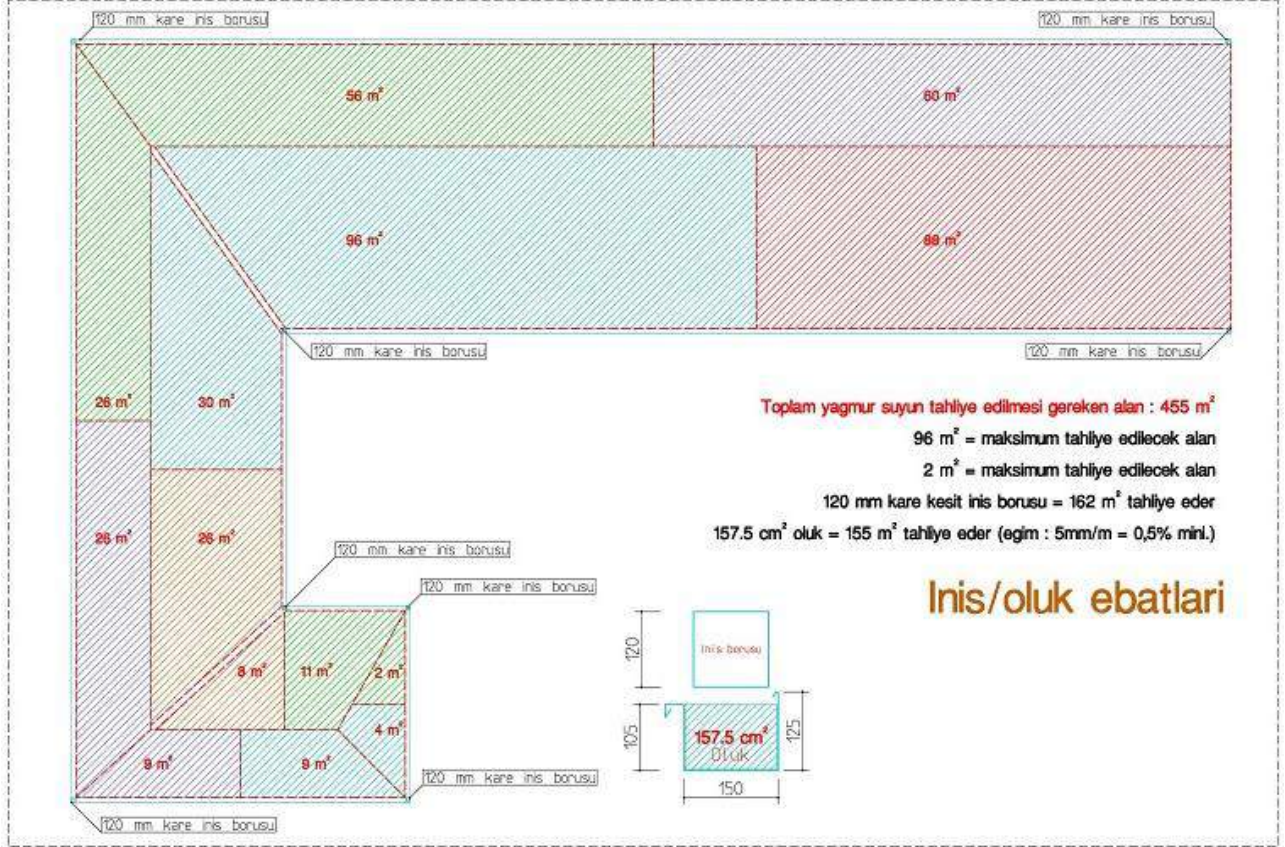 120 mm kare inis borusu
120 mm kare inis borusu
56 m²
60 m²
96 m²
88 m²
120 mm kare inis borusu
120 mm kare inis borusu
26 m²
30 m²
Toplam yagmur suyun tahliye edilmesi gereken alan : 455 m²
96 m² = maksimum tahliye edilecek alan
2 m² = maksimum tahliye edilecek alan
120 mm kare kesit inis borusu = 162 m² tahliye eder
157.5 cm² oluk = 155 m² tahliye eder (egim : 5mm/m = 0,5% mini.)
26 m²
26 m²
120 mm kare inis borusu
120 mm kare inis borusu
Inis/oluk ebatlari
8 m²
11 m²
2 m²
4 m²
9 m²
9 m²
120 mm kare inis borusu
120 mm kare inis borusu
120
Inis borusu
105
157.5 cm²
Oluk
125
150